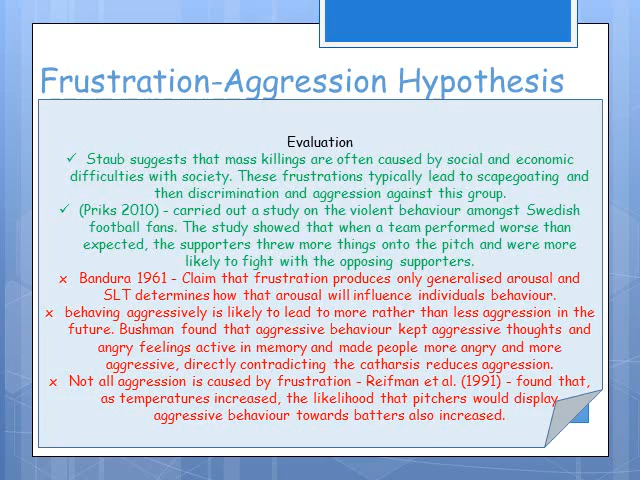 Frustration-Aggression Hypothesis
Evaluation
✓ Staub suggests that mass killings are often caused by social and economic
difficulties with society. These frustrations typically lead to scapegoating and
then discrimination and aggression against this group.
✓ (Priks 2010) - carried out a study on the violent behaviour amongst Swedish
football fans. The study showed that when a team performed worse than
expected, the supporters threw more things onto the pitch and were more
likely to fight with the opposing supporters.
x Bandura 1961 - Claim that frustration produces only generalised arousal and
SLT determines how that arousal will influence individuals behaviour.
x behaving aggressively is likely to lead to more rather than less aggression in the
future. Bushman found that aggressive behaviour kept aggressive thoughts and
angry feelings active in memory and made people more angry and more
aggressive, directly contradicting the catharsis reduces aggression.
x Not all aggression is caused by frustration - Reifman et al. (1991) - found that,
as temperatures increased, the likelihood that pitchers would display
aggressive behaviour towards batters also increased.